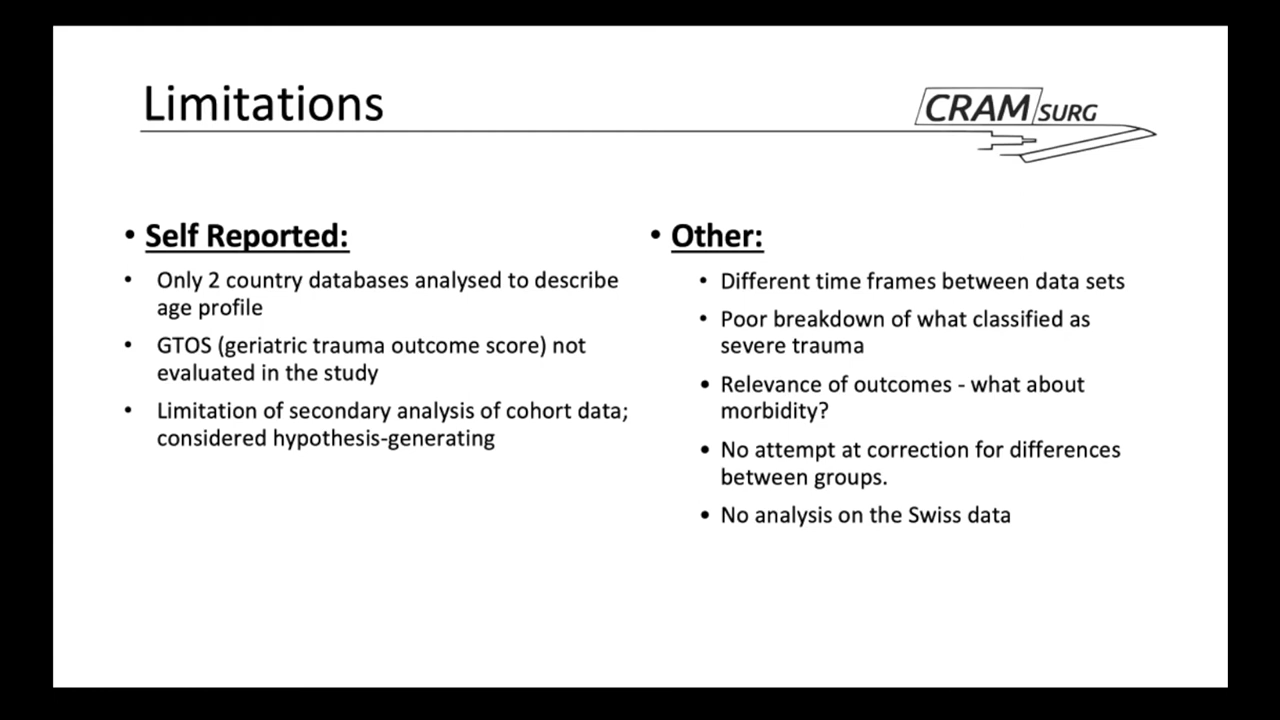 Limitations
CRAM SURG
• Self Reported:
• Only 2 country databases analysed to describe
age profile
• GTOS (geriatric trauma outcome score) not
evaluated in the study
• Limitation of secondary analysis of cohort data;
considered hypothesis-generating
• Other:
• Different time frames between data sets
• Poor breakdown of what classified as
severe trauma
• Relevance of outcomes - what about
morbidity?
• No attempt at correction for differences
between groups.
• No analysis on the Swiss data